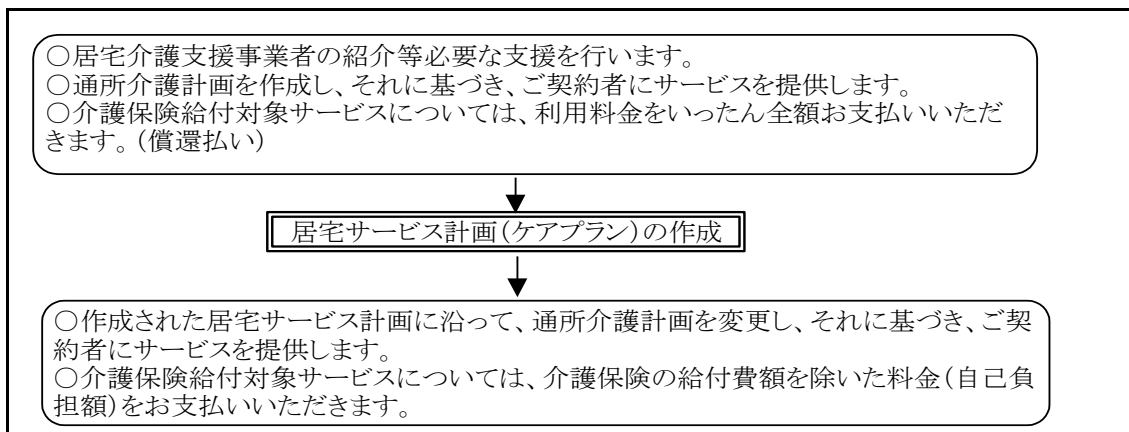 ○居宅介護支援事業者の紹介等必要な支援を行います。
○通所介護計画を作成し、それに基づき、ご契約者にサービスを提供します。
○介護保険給付対象サービスについては、利用料金をいったん全額お支払いいただ
きます。(償還払い)
居宅サービス計画(ケアプラン)の作成
○作成された居宅サービス計画に沿って、通所介護計画を変更し、それに基づき、ご契
約者にサービスを提供します。
○介護保険給付対象サービスについては、介護保険の給付費額を除いた料金(自己負
担額)をお支払いいただきます。